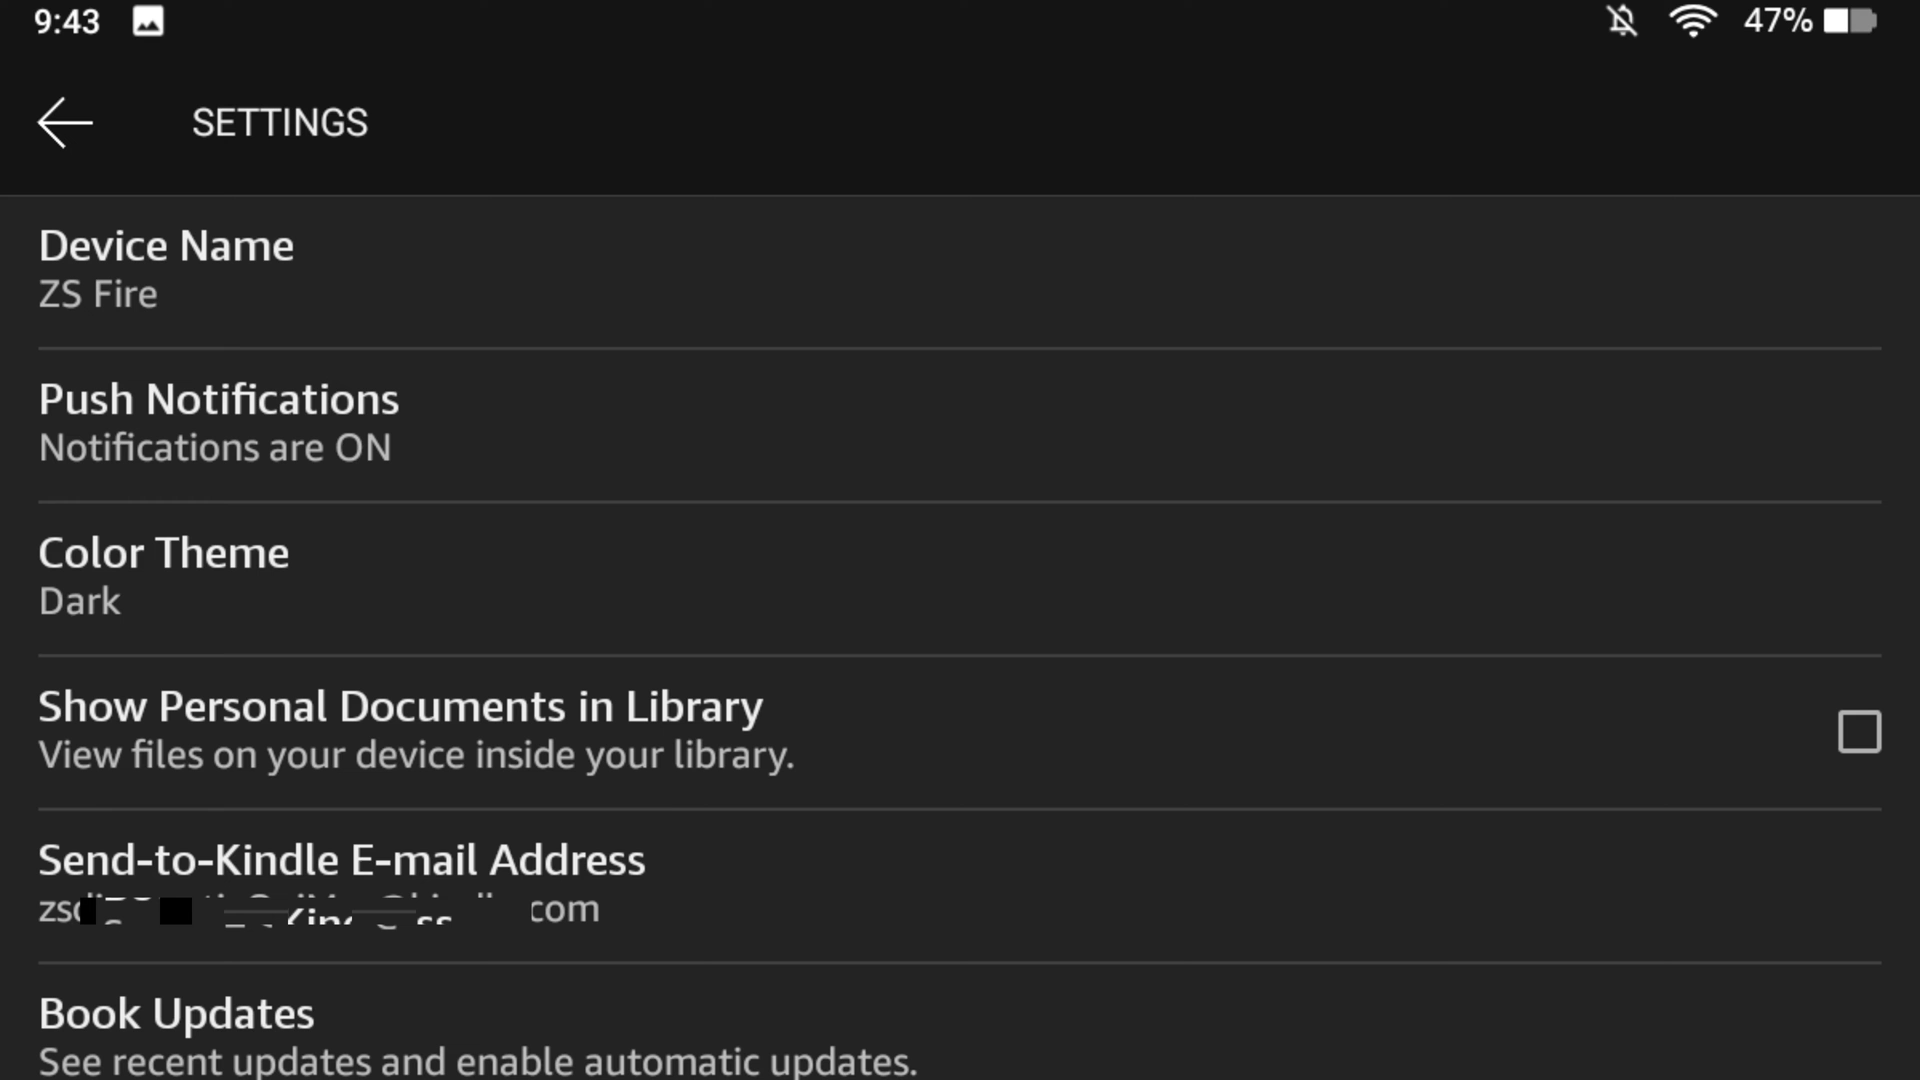 9:43
47%
SETTINGS
Device Name
ZS Fire
Push Notifications
Notifications are ON
Color Theme
Dark
Show Personal Documents in Library
View files on your device inside your library.
Send-to-Kindle E-mail Address
com
Book Updates
See recent updates and enable automatic updates.